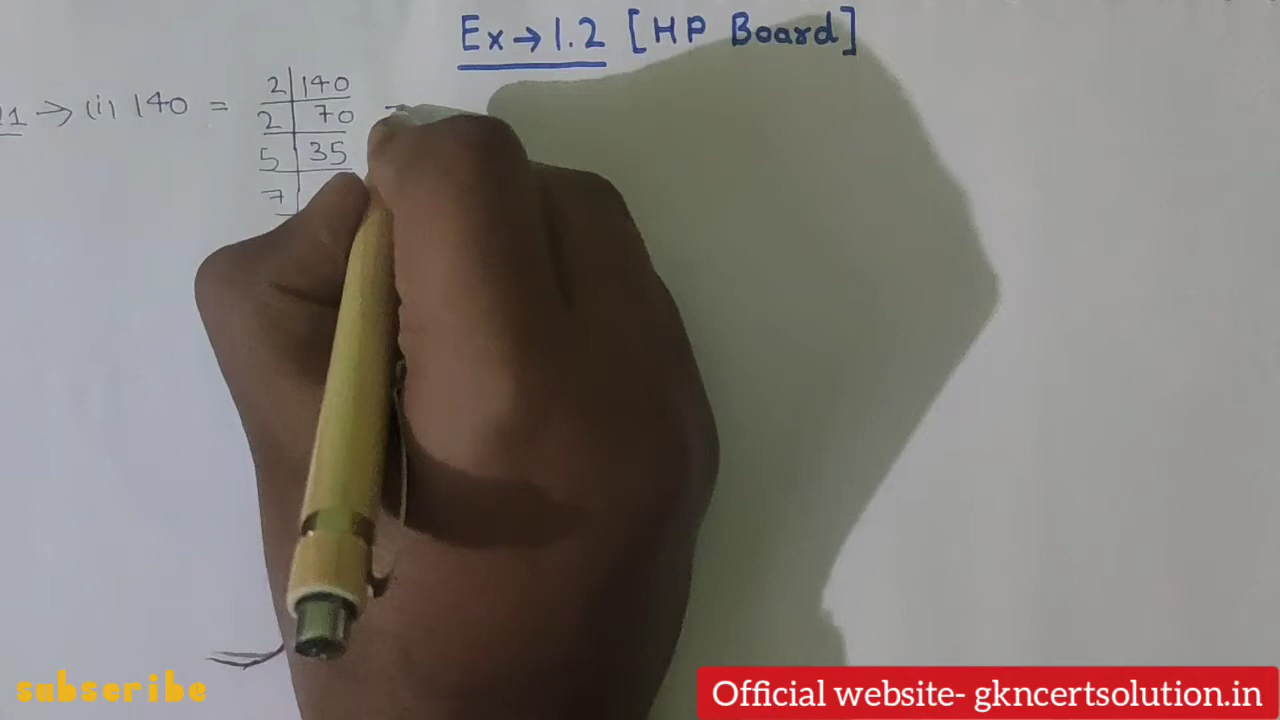 Ex→1.2 [HP Board]
→ (i) 140 =
2 | 140
2 | 70
5 | 35
7 |
subscribe
Official website- gkncertsolution.in